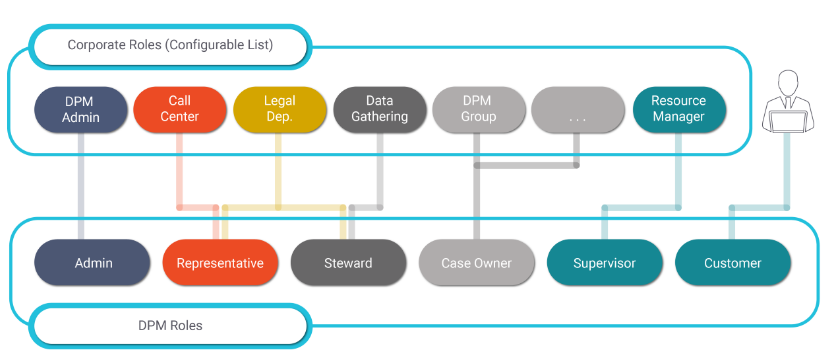 Corporate Roles (Configurable List)
DPM
Admin
Call
Center
Legal
Dep.
Data
Gathering
DPM
Group
. . .
Resource
Manager
Admin
Representative
Steward
Case Owner
Supervisor
Customer
DPM Roles